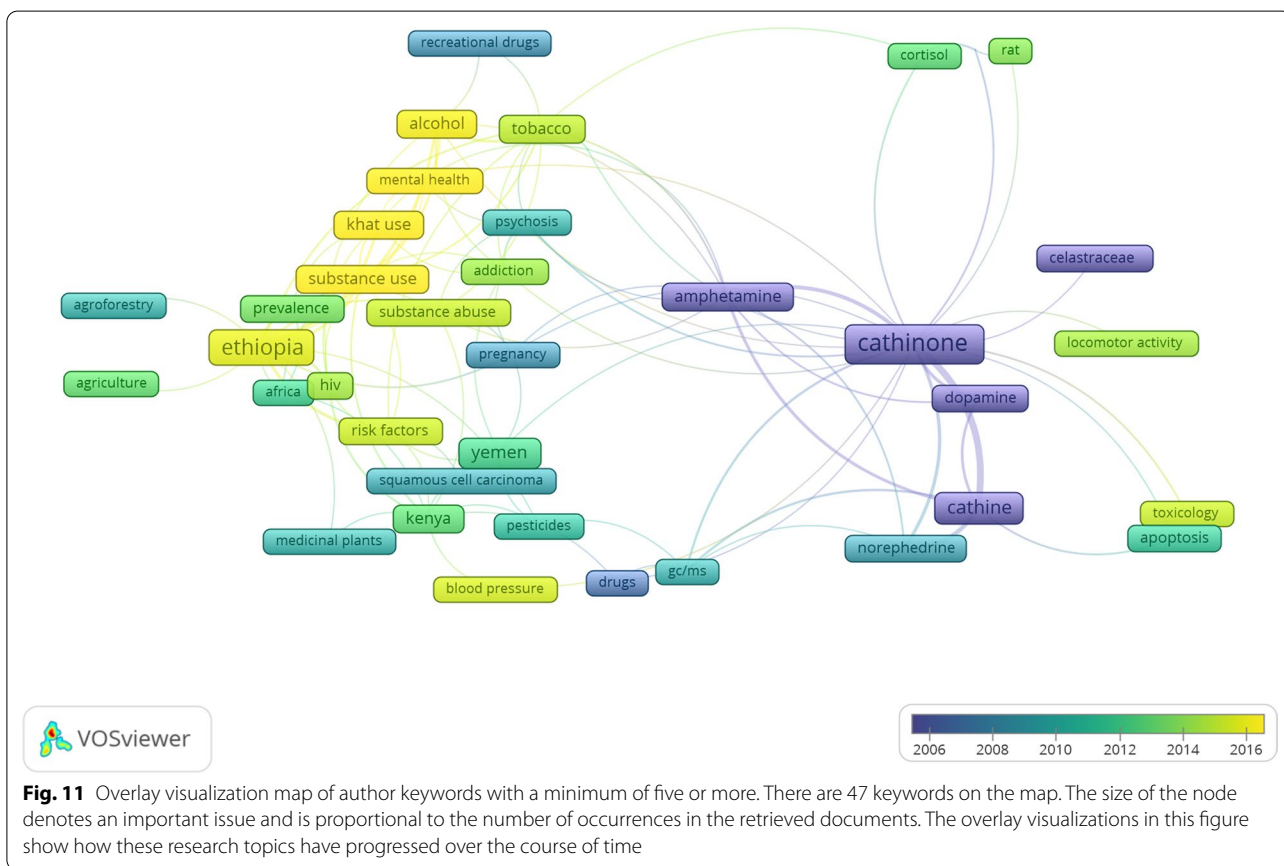 recreational drugs
cortisol
rat
alcohol
tobacco
mental health
khat use
psychosis
celastraceae
substance use
addiction
amphetamine
agroforestry
prevalence
substance abuse
ethiopia
pregnancy
cathinone
locomotor activity
agriculture
africa
hiv
dopamine
risk factors
yemen
squamous cell carcinoma
cathine
kenya
pesticides
toxicology
medicinal plants
norephedrine
apoptosis
blood pressure
drugs
gc/ms
VOSviewer
2006 2008 2010 2012 2014 2016
Fig. 11 Overlay visualization map of author keywords with a minimum of five or more. There are 47 keywords on the map. The size of the node
denotes an important issue and is proportional to the number of occurrences in the retrieved documents. The overlay visualizations in this figure
show how these research topics have progressed over the course of time